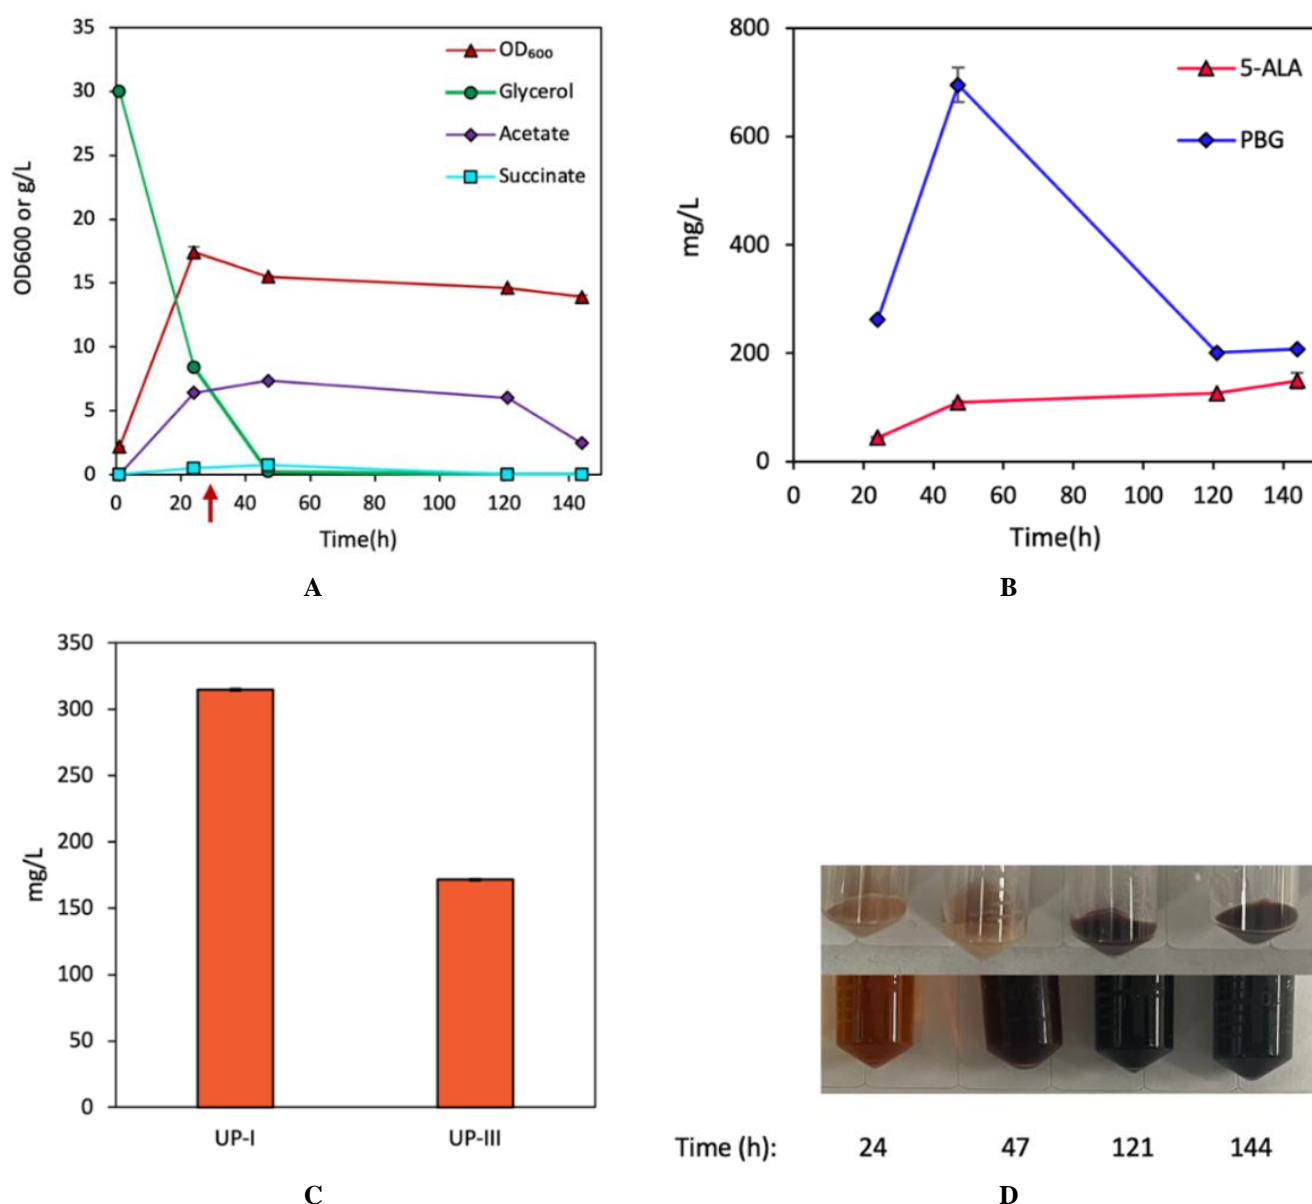 35
30
25
20
15
10
5
0
OD600 or g/L
OD₆₀₀
Glycerol
Acetate
Succinate
0 20 40 60 80 100 120 140
Time(h)
A
800
600
400
200
0
mg/L
5-ALA
PBG
0 20 40 60 80 100 120 140
Time(h)
B
350
300
250
200
150
100
50
0
mg/L
UP-I UP-III
C
Time (h): 24 47 121 144
D